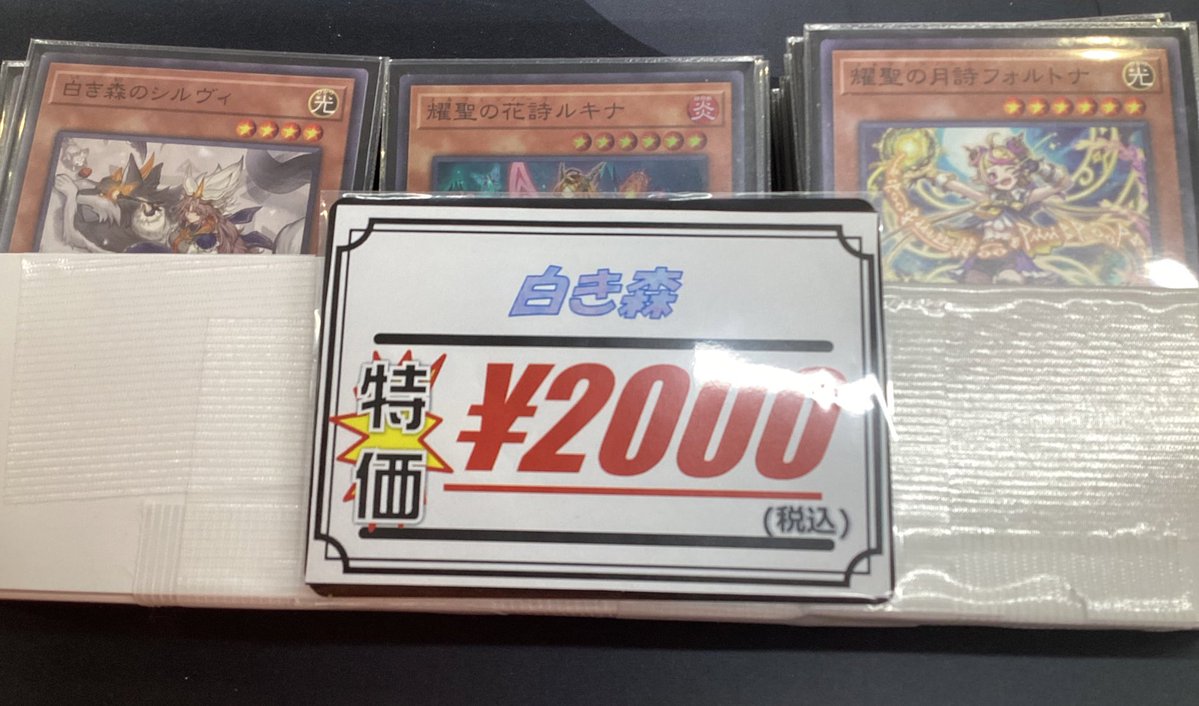 白き森のシルヴィ
光
耀聖の花詩ルキナ
炎
耀聖の月詩フォルトナ
光
白き森
特価
¥2000
(税込)